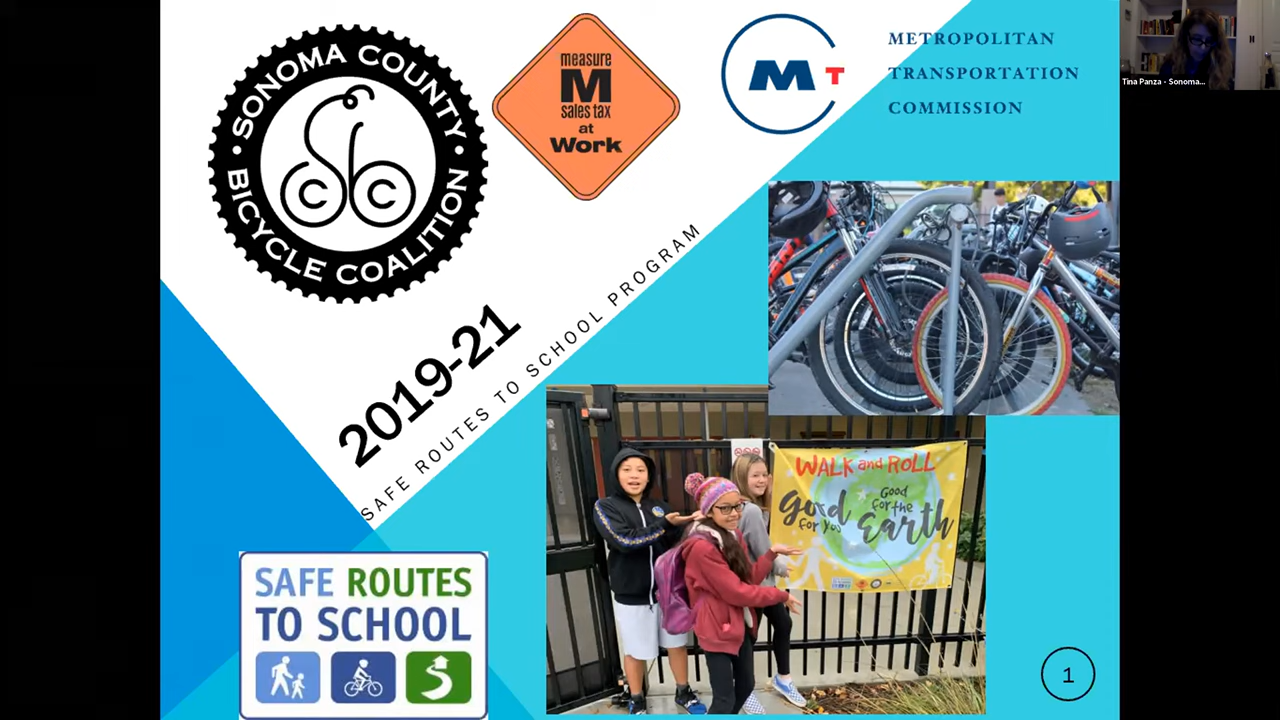 SONOMA COUNTY
BICYCLE COALITION
C C
measure
M
sales tax
at
Work
M T
METROPOLITAN
TRANSPORTATION
COMMISSION
Tina Panza - Sonoma...
2019-21
SAFE ROUTES TO SCHOOL PROGRAM
WALK and ROLL
Good
for you
Good
for the
Earth
SAFE ROUTES
TO SCHOOL
1